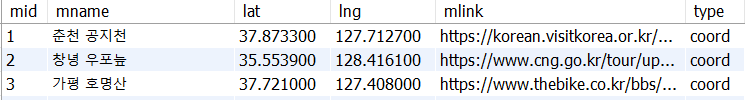 mid mname lat lng mlink type
1 춘천 공지천 37.873300 127.712700 https://korean.visitkorea.or.kr/... coord
2 창녕 우포늪 35.553900 128.416100 https://www.cng.go.kr/tour/up... coord
3 가평 호명산 37.721000 127.408000 https://www.thebike.co.kr/bbs/... coord